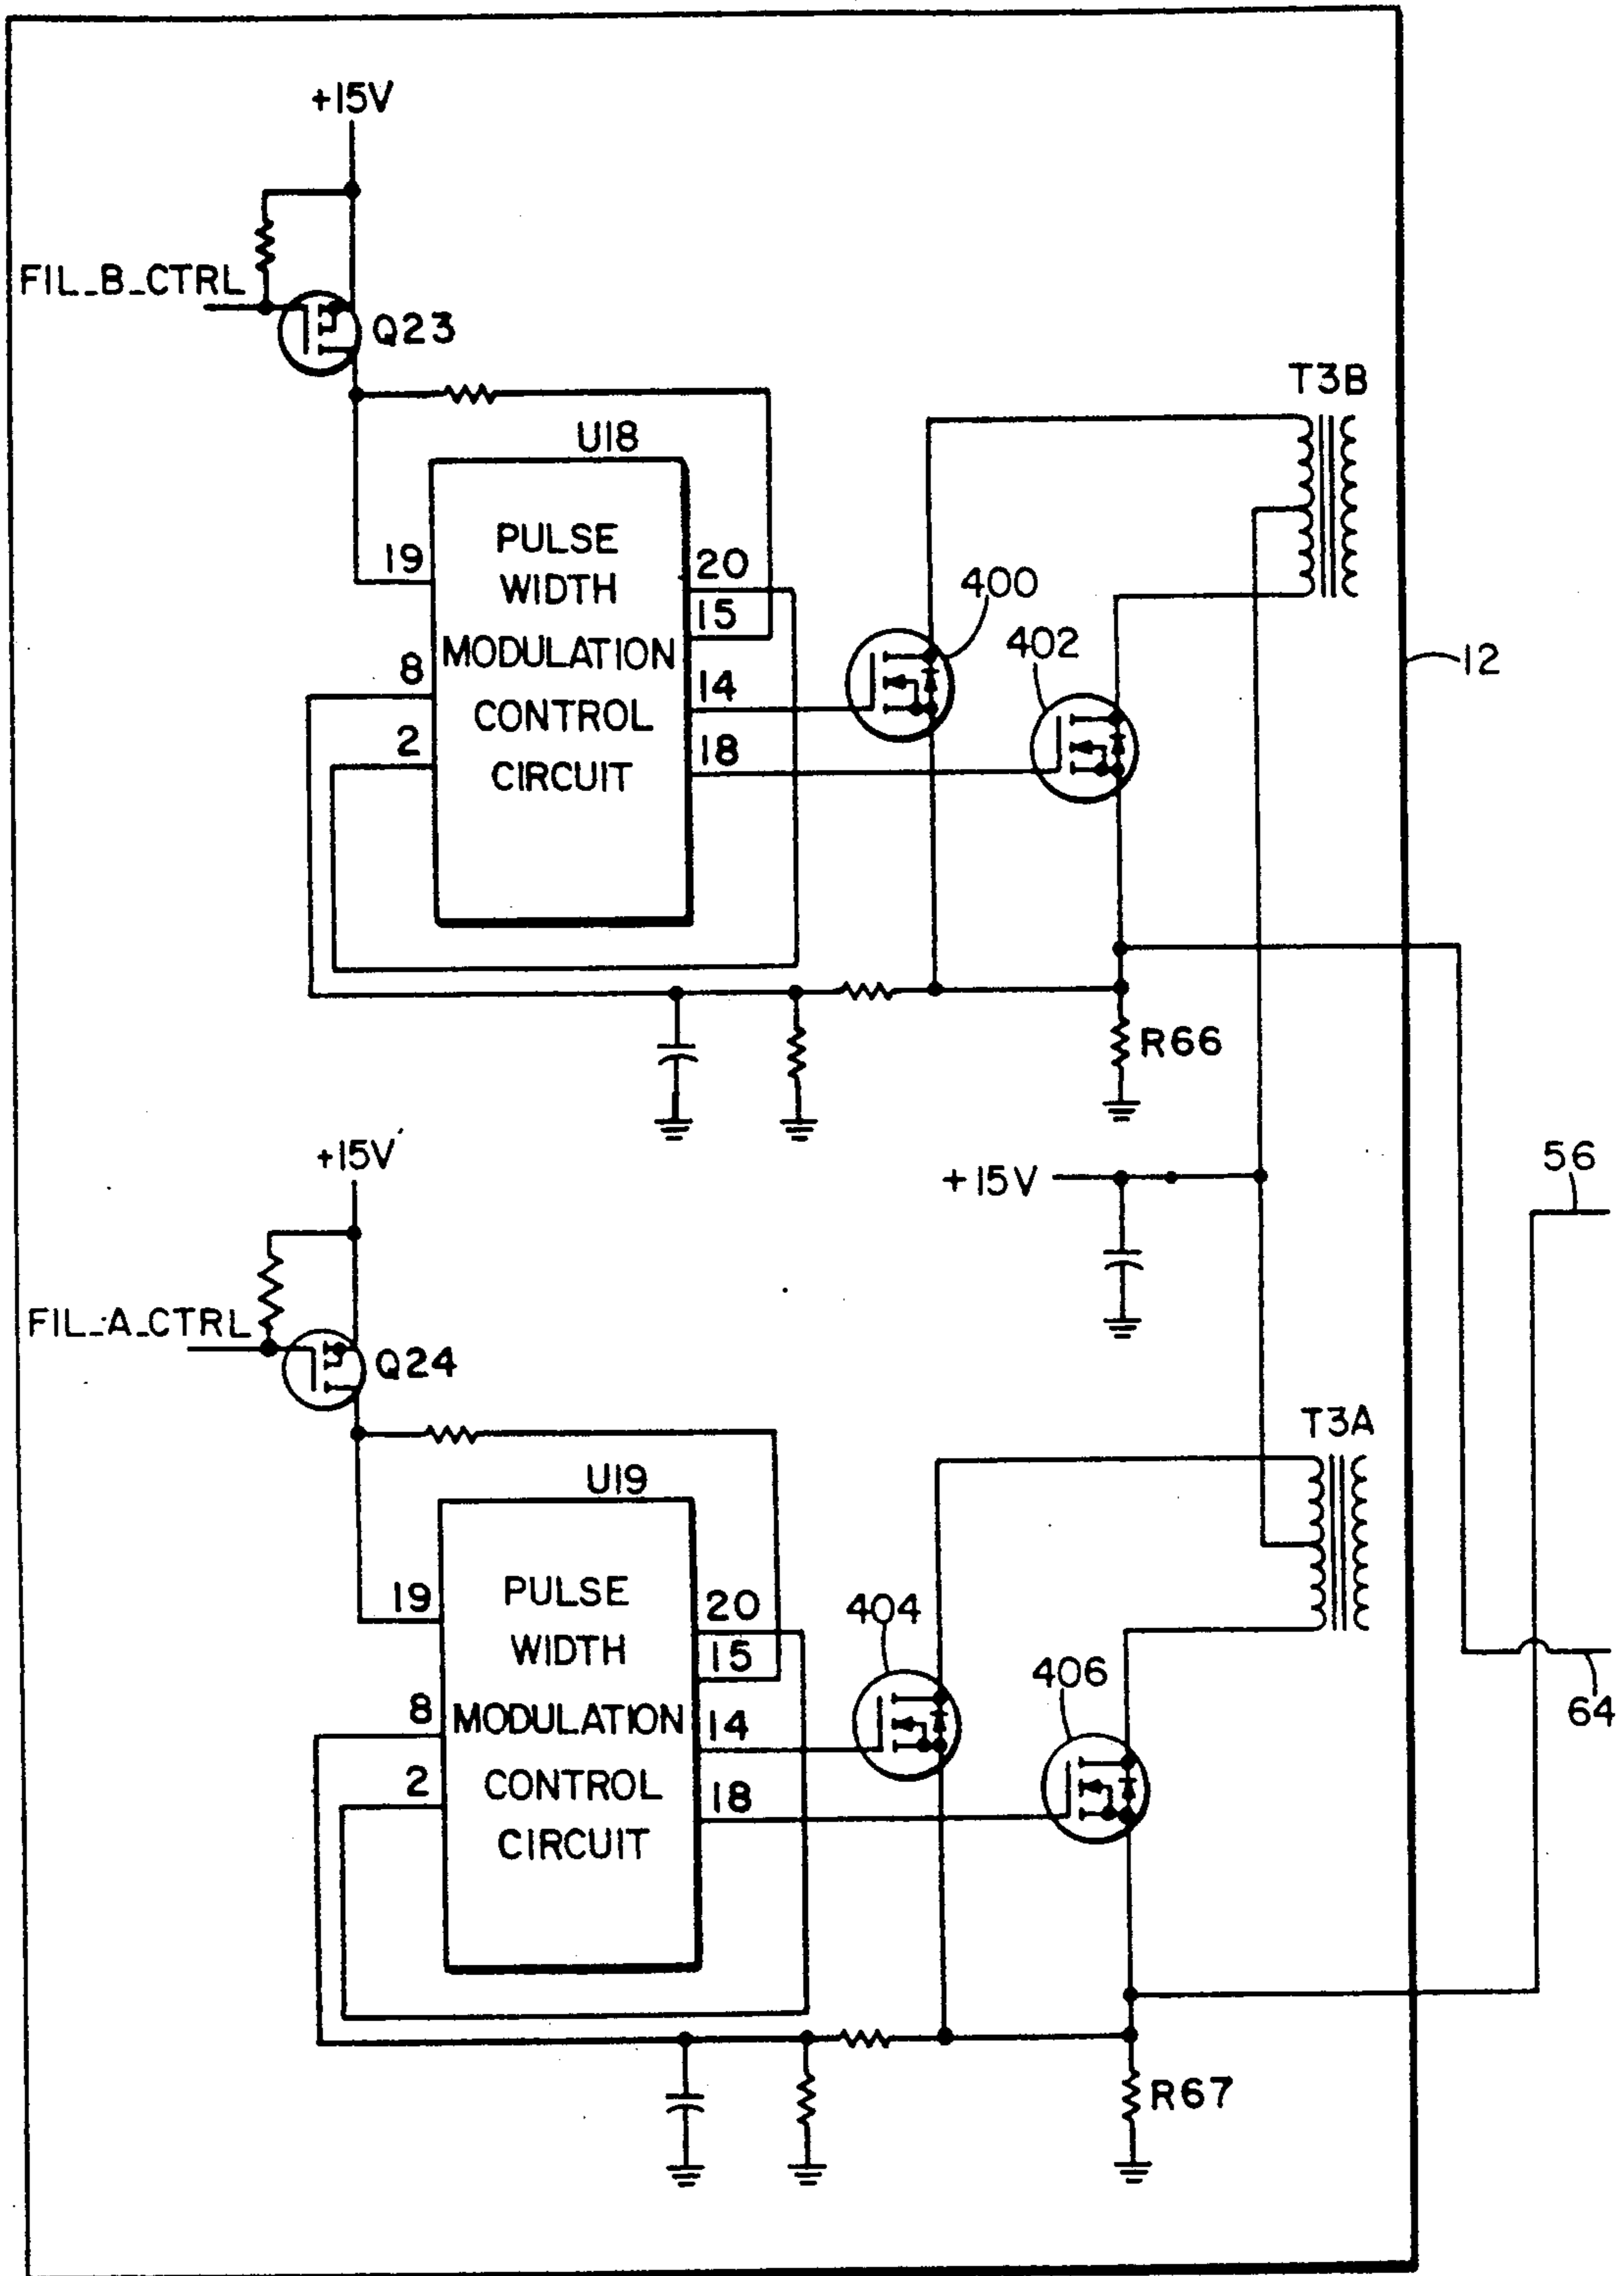 +15V
FIL_B_CTRL
Q23
T3B
U18
PULSE
WIDTH
MODULATION
CONTROL
CIRCUIT
19
8
2
20
15
14
18
400
402
12
R66
+15V
+15V
56
FIL_A_CTRL
Q24
T3A
U19
PULSE
WIDTH
MODULATION
CONTROL
CIRCUIT
19
8
2
20
15
14
18
404
406
64
R67